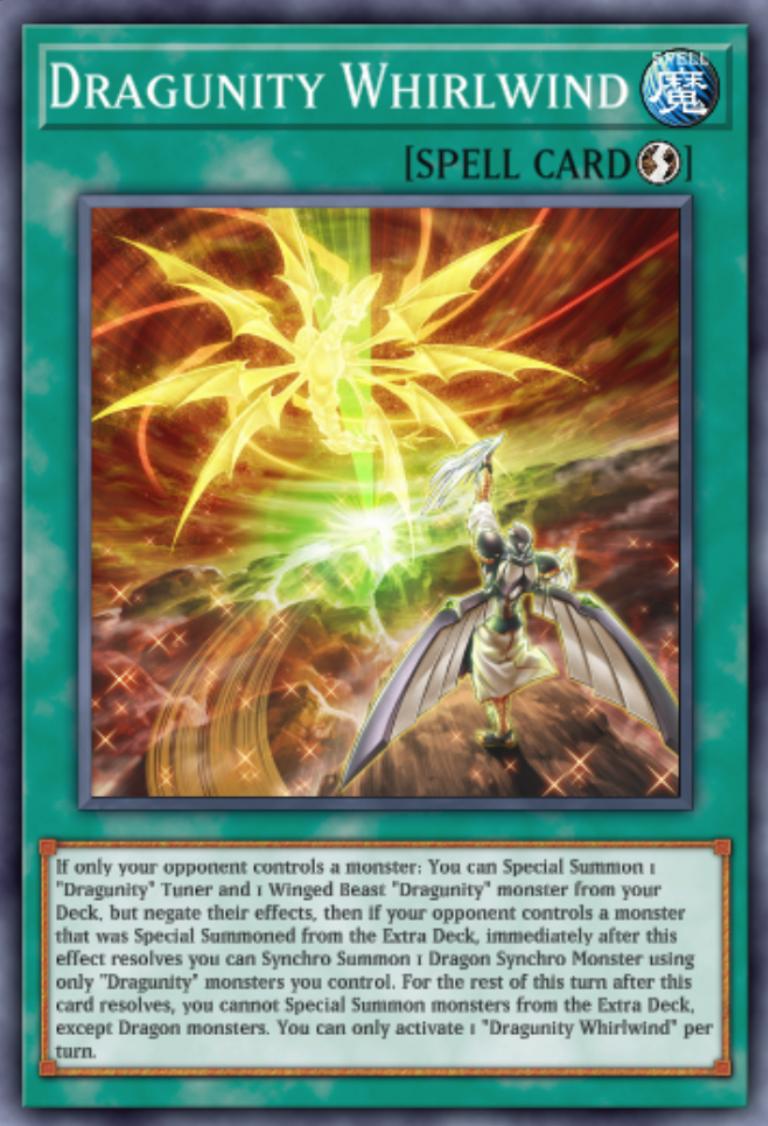 DRAGUNITY WHIRLWIND
SPELL
魔
[SPELL CARD]
If only your opponent controls a monster: You can Special Summon 1
"Dragunity" Tuner and 1 Winged Beast "Dragunity" monster from your
Deck, but negate their effects, then if your opponent controls a monster
that was Special Summoned from the Extra Deck, immediately after this
effect resolves you can Synchro Summon 1 Dragon Synchro Monster using
only "Dragunity" monsters you control. For the rest of this turn after this
card resolves, you cannot Special Summon monsters from the Extra Deck,
except Dragon monsters. You can only activate 1 "Dragunity Whirlwind" per
turn.